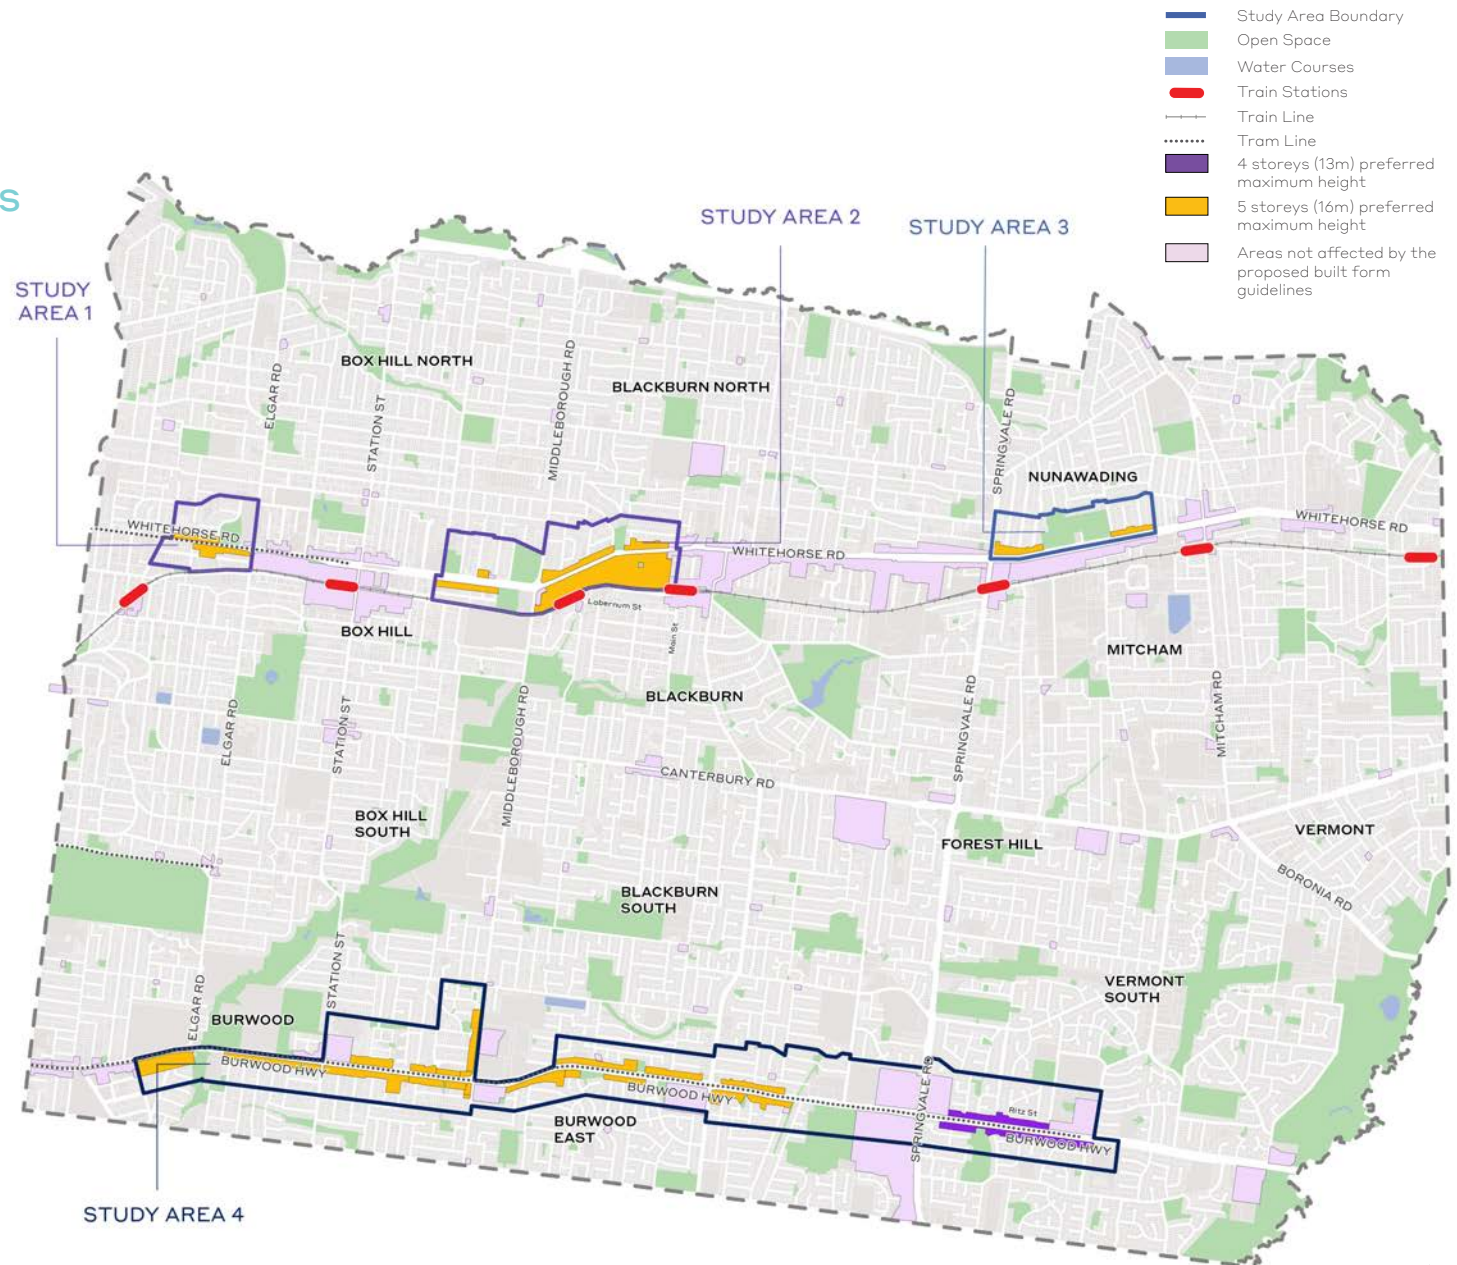 Study Area Boundary
Open Space
Water Courses
Train Stations
Train Line
Tram Line
4 storeys (13m) preferred
maximum height
5 storeys (16m) preferred
maximum height
Areas not affected by the
proposed built form
guidelines
S
STUDY AREA 2
STUDY AREA 3
STUDY
AREA 1
BOX HILL NORTH
MIDDLEBOROUGH RD
ELGAR RD
BLACKBURN NORTH
STATION ST
SPRINGVALE RD
NUNAWADING
WHITEHORSE RD
WHITEHORSE RD
WHITEHORSE RD
Labernum St
BOX HILL
Main St
MITCHAM
BLACKBURN
ELGAR RD
STATION ST
MIDDLEBOROUGH RD
SPRINGVALE RD
MITCHAM RD
CANTERBURY RD
BOX HILL
SOUTH
FOREST HILL
VERMONT
BLACKBURN
SOUTH
BORONIA RD
STATION ST
VERMONT
SOUTH
ELGAR RD
BURWOOD
BURWOOD HWY
BURWOOD HWY
SPRINGVALE RD
Ritz St
BURWOOD HWY
BURWOOD
EAST
STUDY AREA 4